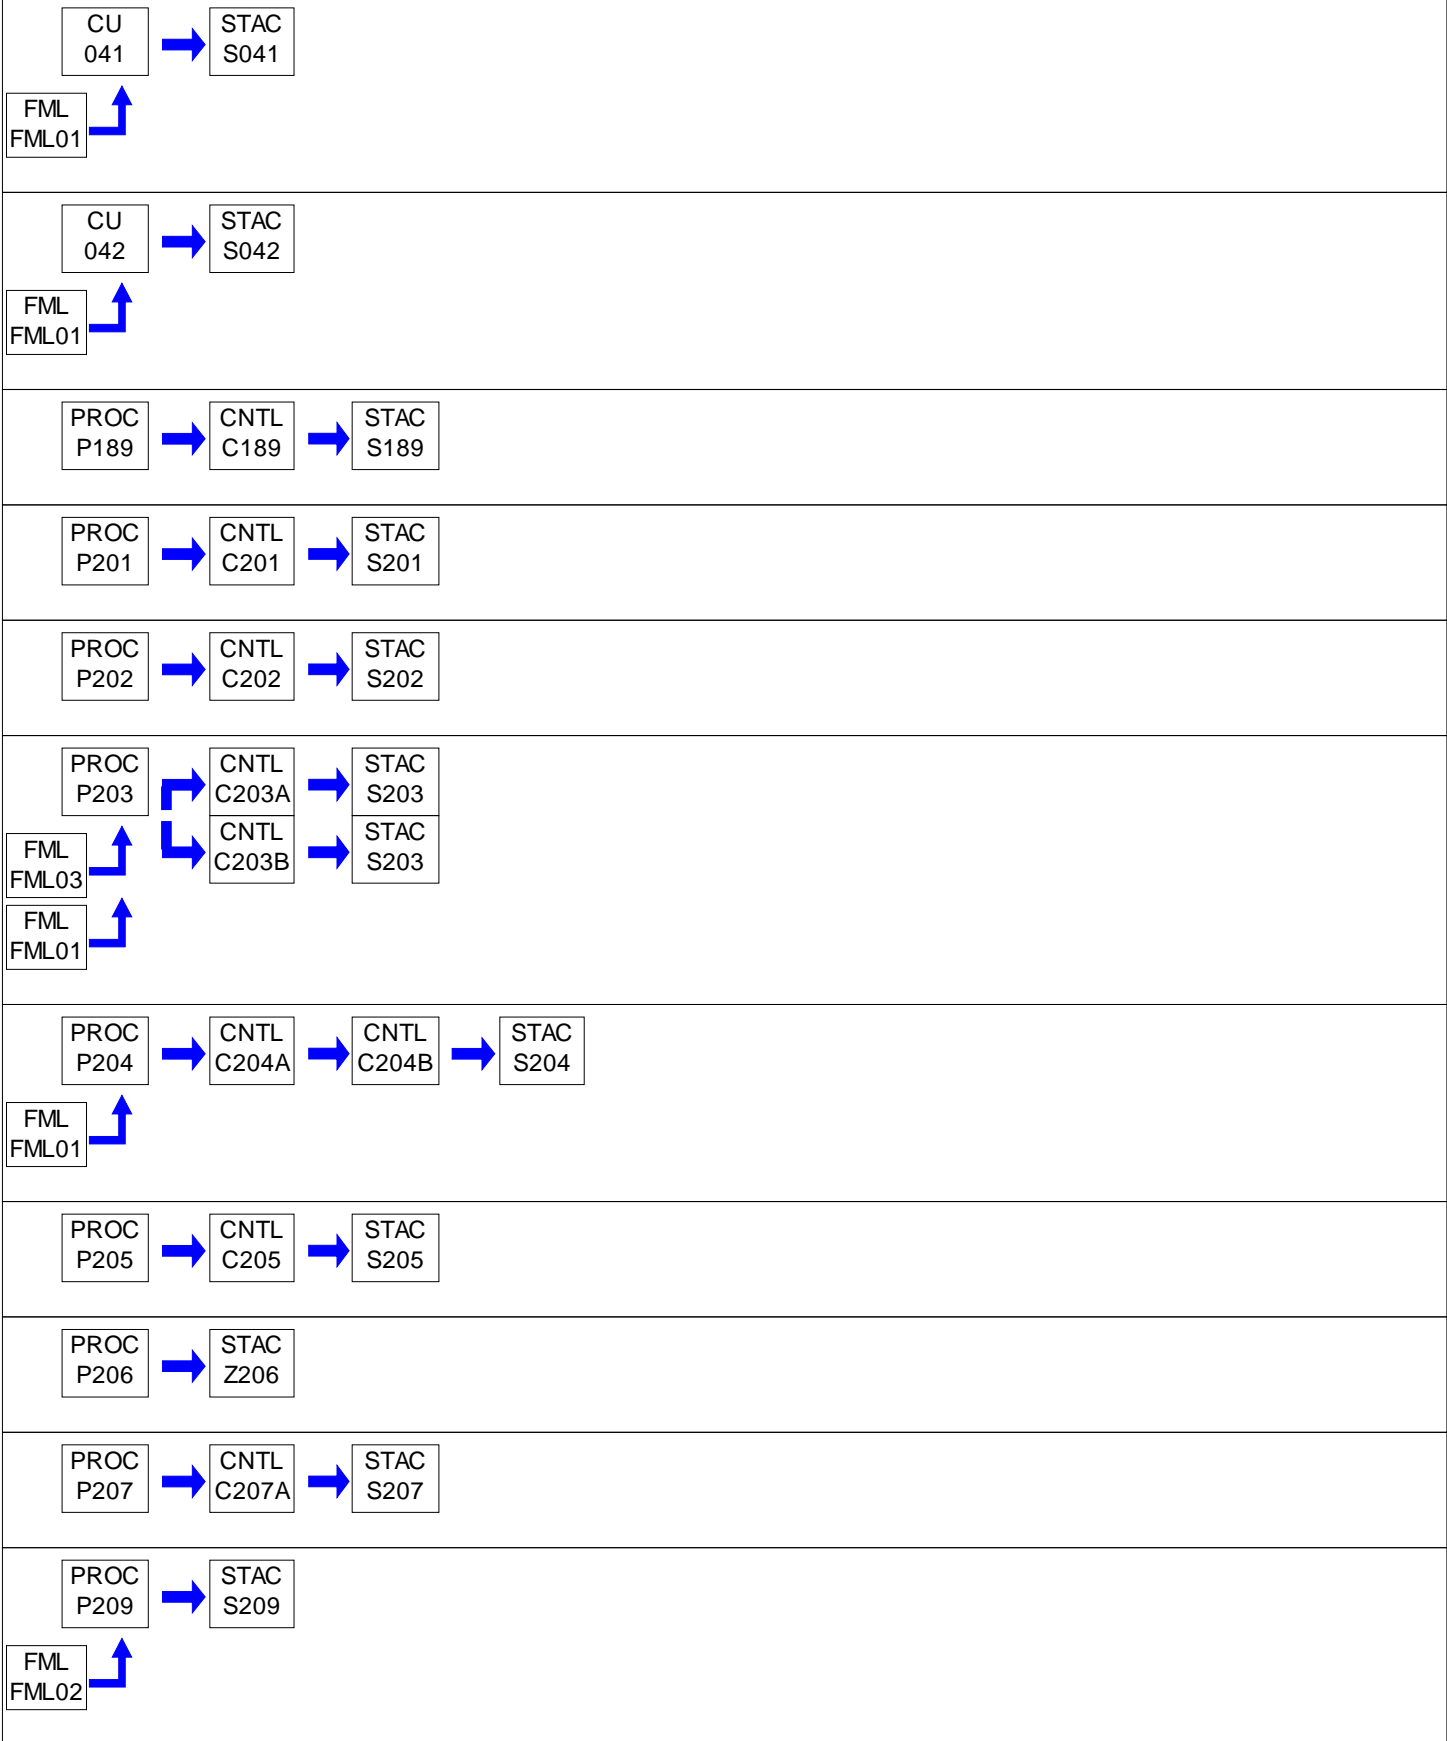 CU
041
STAC
S041
FML
FML01
CU
042
STAC
S042
FML
FML01
PROC
P189
CNTL
C189
STAC
S189
PROC
P201
CNTL
C201
STAC
S201
PROC
P202
CNTL
C202
STAC
S202
PROC
P203
CNTL
C203A
STAC
S203
CNTL
C203B
STAC
S203
FML
FML03
FML
FML01
PROC
P204
CNTL
C204A
CNTL
C204B
STAC
S204
FML
FML01
PROC
P205
CNTL
C205
STAC
S205
PROC
P206
STAC
Z206
PROC
P207
CNTL
C207A
STAC
S207
PROC
P209
STAC
S209
FML
FML02